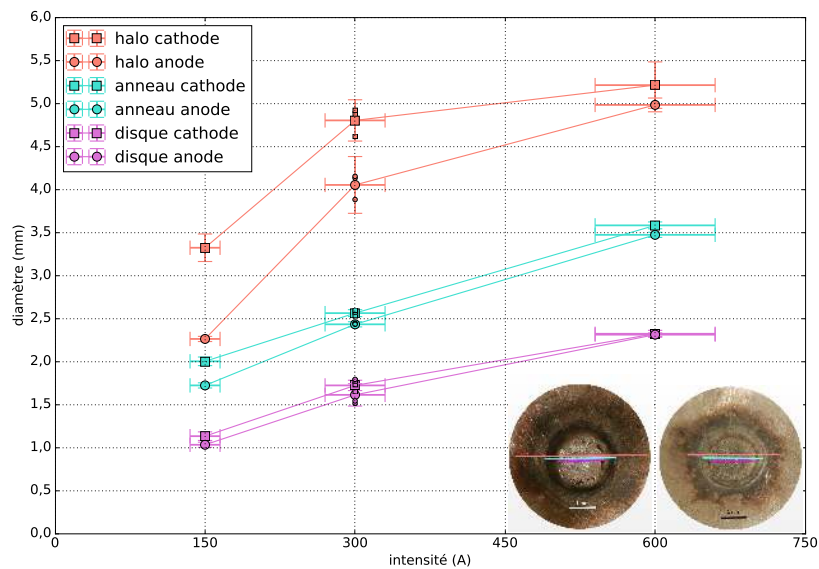 6,0
5,5
5,0
4,5
4,0
3,5
3,0
2,5
2,0
1,5
1,0
0,5
0,0
diamètre (mm)
halo cathode
halo anode
anneau cathode
anneau anode
disque cathode
disque anode
0 150 300 450 600 750
intensité (A)